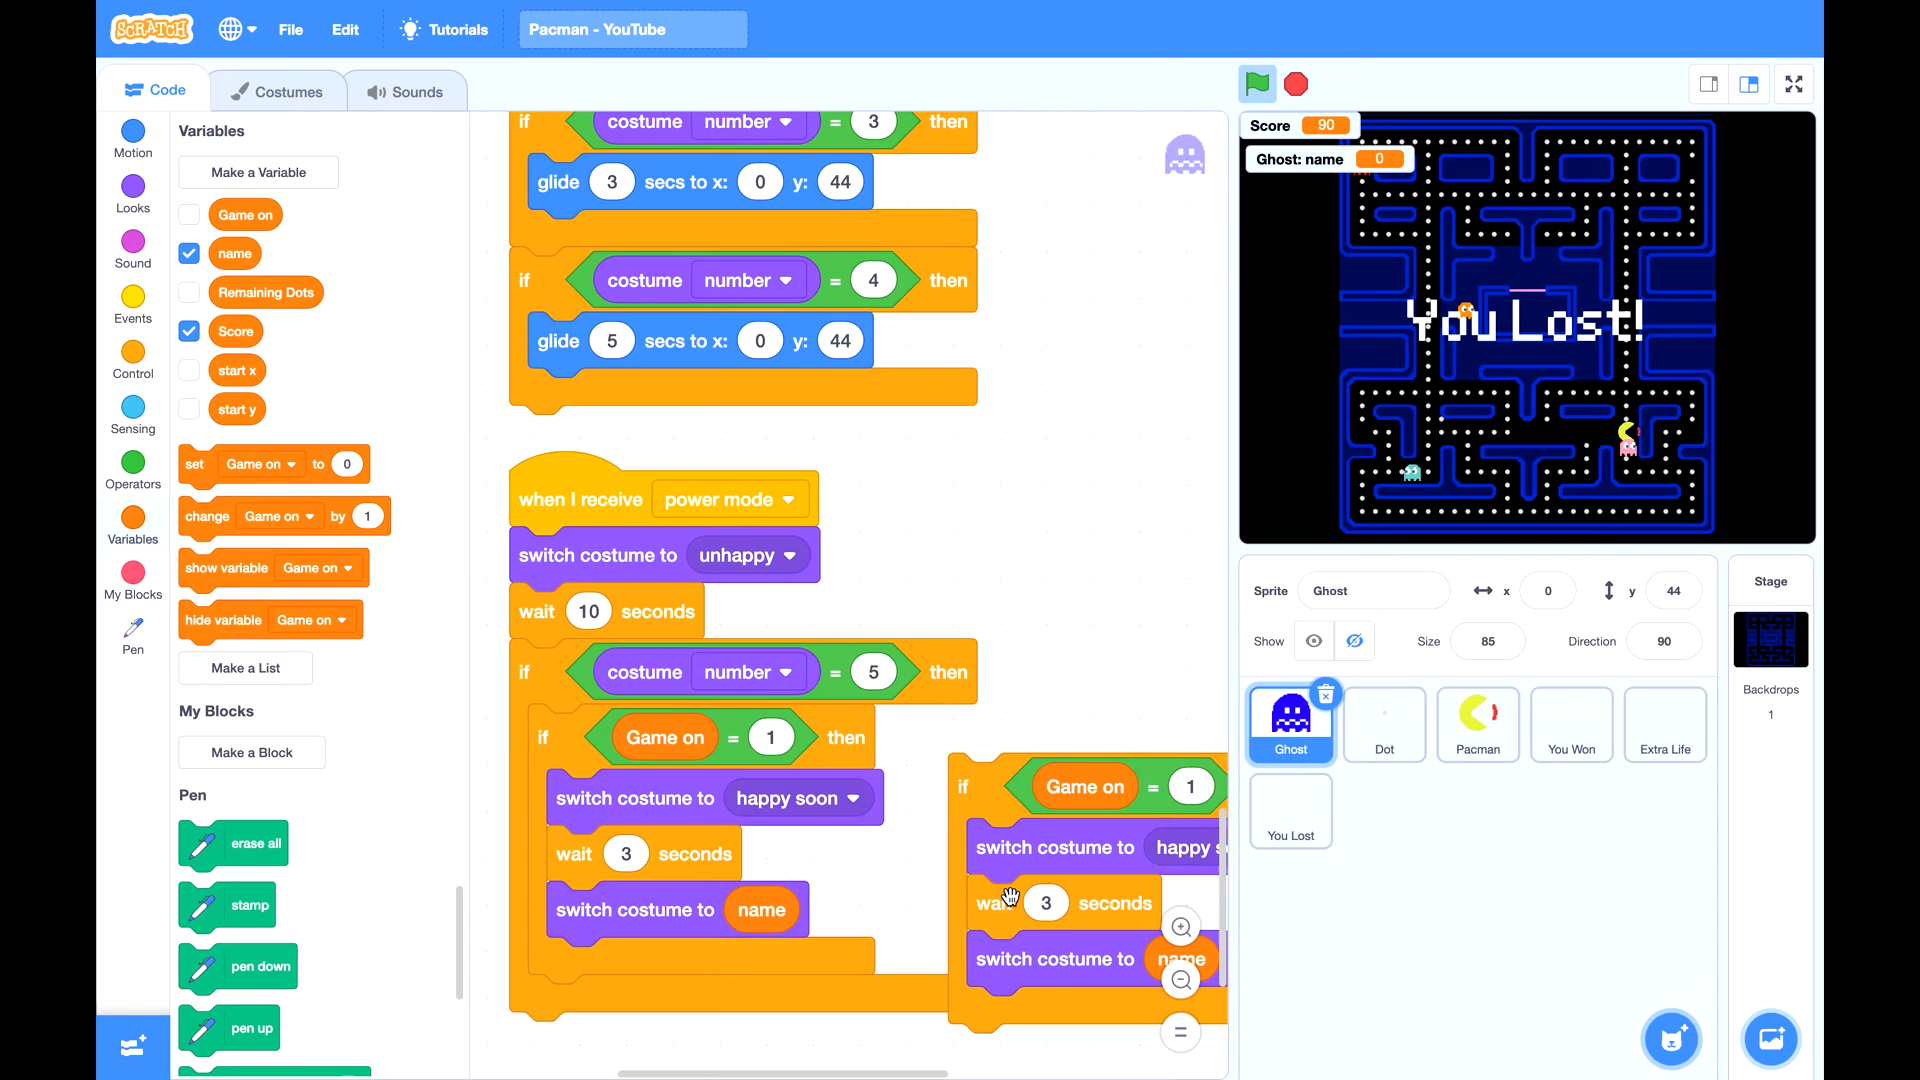 SCRATCH
File
Edit
Tutorials
Pacman - YouTube
Code
Costumes
Sounds
Motion
Looks
Sound
Events
Control
Sensing
Operators
Variables
My Blocks
Pen
Variables
Make a Variable
Game on
name
Remaining Dots
Score
start x
start y
set Game on to 0
change Game on by 1
show variable Game on
hide variable Game on
Make a List
My Blocks
Make a Block
Pen
erase all
stamp
pen down
pen up
if costume number = 3 then
glide 3 secs to x: 0 y: 44
if costume number = 4 then
glide 5 secs to x: 0 y: 44
when I receive power mode
switch costume to unhappy
wait 10 seconds
if costume number = 5 then
if Game on = 1 then
switch costume to happy soon
wait 3 seconds
switch costume to name
if Game on = 1
switch costume to happy s
wait 3 seconds
switch costume to name
Score 90
Ghost: name 0
You Lost!
Sprite Ghost x 0 y 44
Show Size 85 Direction 90
Ghost
Dot
Pacman
You Won
Extra Life
You Lost
Stage
Backdrops
1